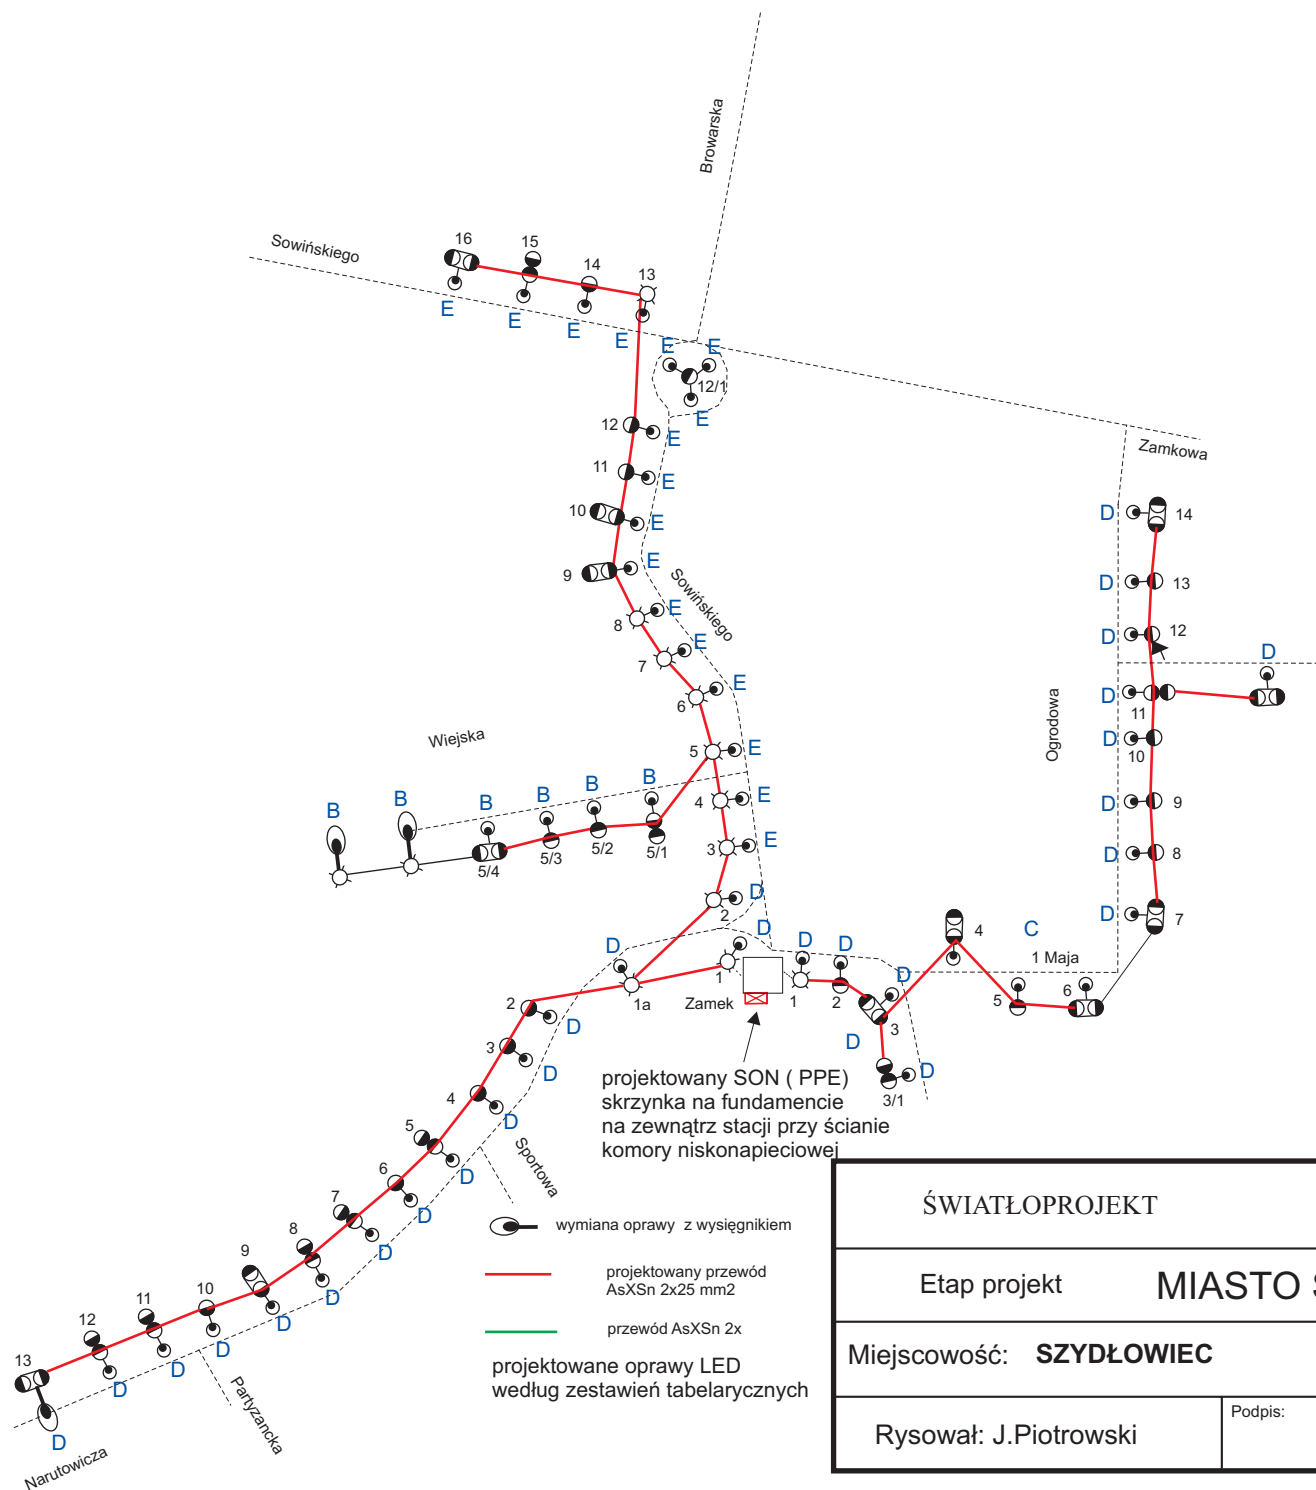 Browarska
Sowińskiego
16
15
14
13
E
E
E
E
E
E
12/1
E
12
E
11
E
10
E
9
E
Sowińskiego
8
E
7
E
6
E
5
E
4
E
3
E
2
D
Zamkowa
D
14
D
13
D
12
D
D
11
D
10
Ogrodowa
D
9
D
8
D
7
Wiejska
B
B
B
B
B
B
5/4
5/3
5/2
5/1
D
D
D
D
1
1a
Zamek
1
2
3
D
D
3/1
D
4
C
1 Maja
5
6
2
D
3
D
4
D
5
D
6
D
7
D
8
D
9
D
10
D
11
D
12
D
13
D
Sportowa
Partyzancka
Narutowicza
projektowany SON ( PPE)
skrzynka na fundamencie
na zewnątrz stacji przy ścianie
komory niskonapieciowej
wymiana oprawy z wysięgnikiem
projektowany przewód
AsXSn 2x25 mm2
przewód AsXSn 2x
projektowane oprawy LED
według zestawień tabelarycznych
ŚWIATŁOPROJEKT
Etap projekt MIASTO
Miejscowość: SZYDŁOWIEC
Rysował: J.Piotrowski
Podpis: